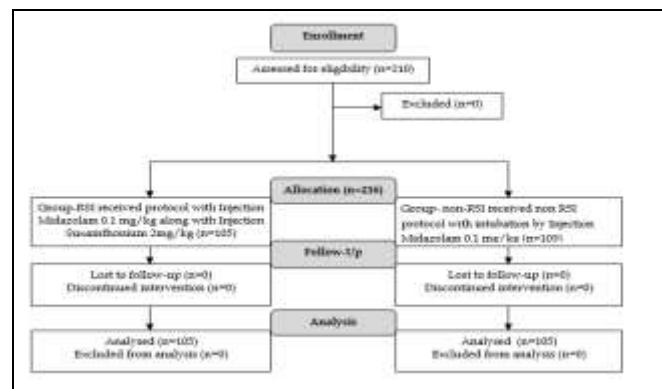 Enrollment
Assessed for eligibility (n=210)
Excluded (n=0)
Allocation (n=236)
Group-RSI received protocol with Injection
Midazolam 0.1 mg/kg along with Injection
2mg/kg (n=105)
Group- non-RSI received non RSI
protocol with intubation by Injection
Midazolam 0.1 mg/kg
Follow-Up
Lost to follow-up (n=0)
Discontinued intervention (n=0)
Lost to follow-up (n=0)
Discontinued intervention (n=0)
Analysis
Analysed (n=105)
Excluded from analysis (n=0)
Analysed (n=105)
Excluded from analysis (n=0)